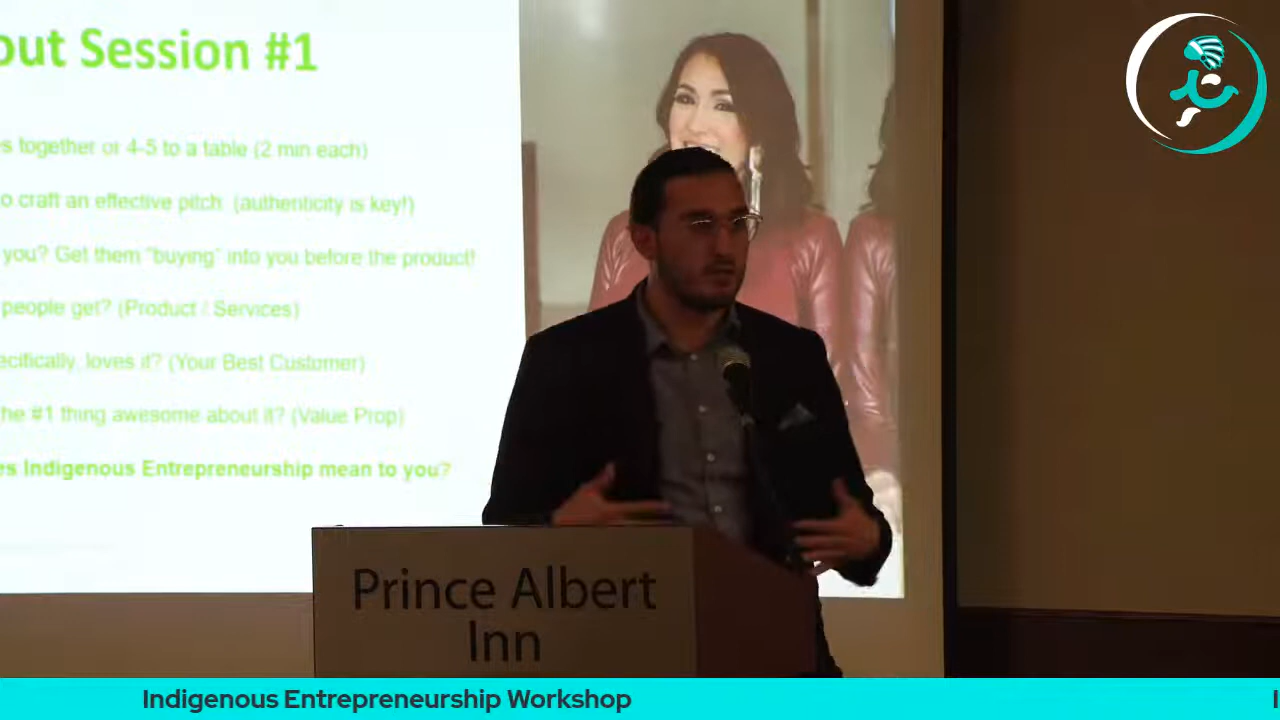 out Session #1
s together or 4-5 to a table (2 min each)
o craft an effective pitch (authenticity is key!)
you? Get them "buying" into you before the product!
people get? (Product / Services)
ecifically, loves it? (Your Best Customer)
he #1 thing awesome about it? (Value Prop)
es Indigenous Entrepreneurship mean to you?
Prince Albert
Inn
Indigenous Entrepreneurship Workshop